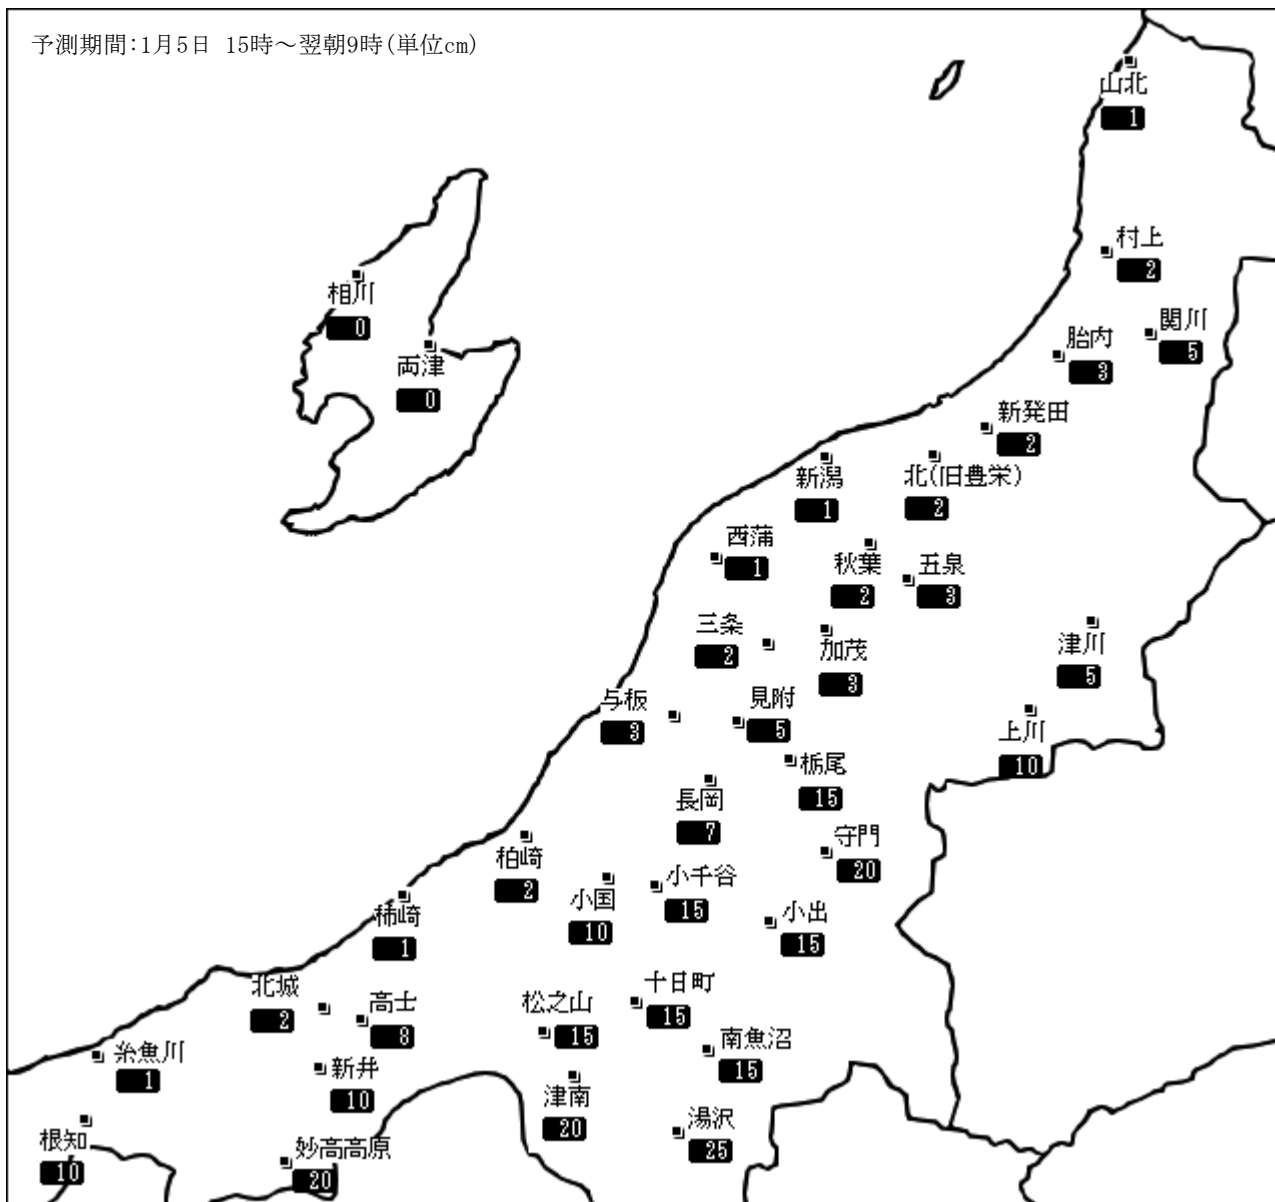 予測期間:1月5日 15時～翌朝9時(単位cm)
山北
1
村上
2
相川
0
関川
5
胎内
3
両津
0
新発田
2
新潟
1
北(旧豊栄)
2
西蒲
1
秋葉
2
五泉
3
三条
2
加茂
3
津川
5
与板
3
見附
5
上川
10
栃尾
15
長岡
7
守門
20
柏崎
2
小国
10
小千谷
15
小出
15
柿崎
1
北城
2
高士
8
松之山
15
十日町
15
南魚沼
15
糸魚川
1
新井
10
津南
20
湯沢
25
根知
10
妙高高原
20